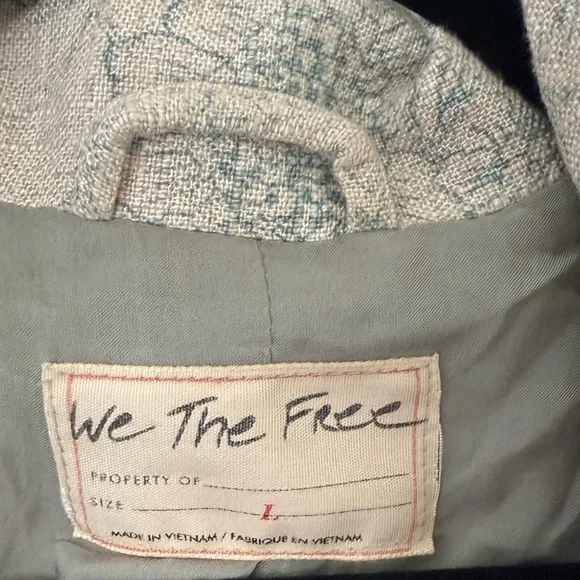 We The Free
PROPERTY OF
SIZE L
MADE IN VIETNAM / FABRIQUE EN VIETNAM